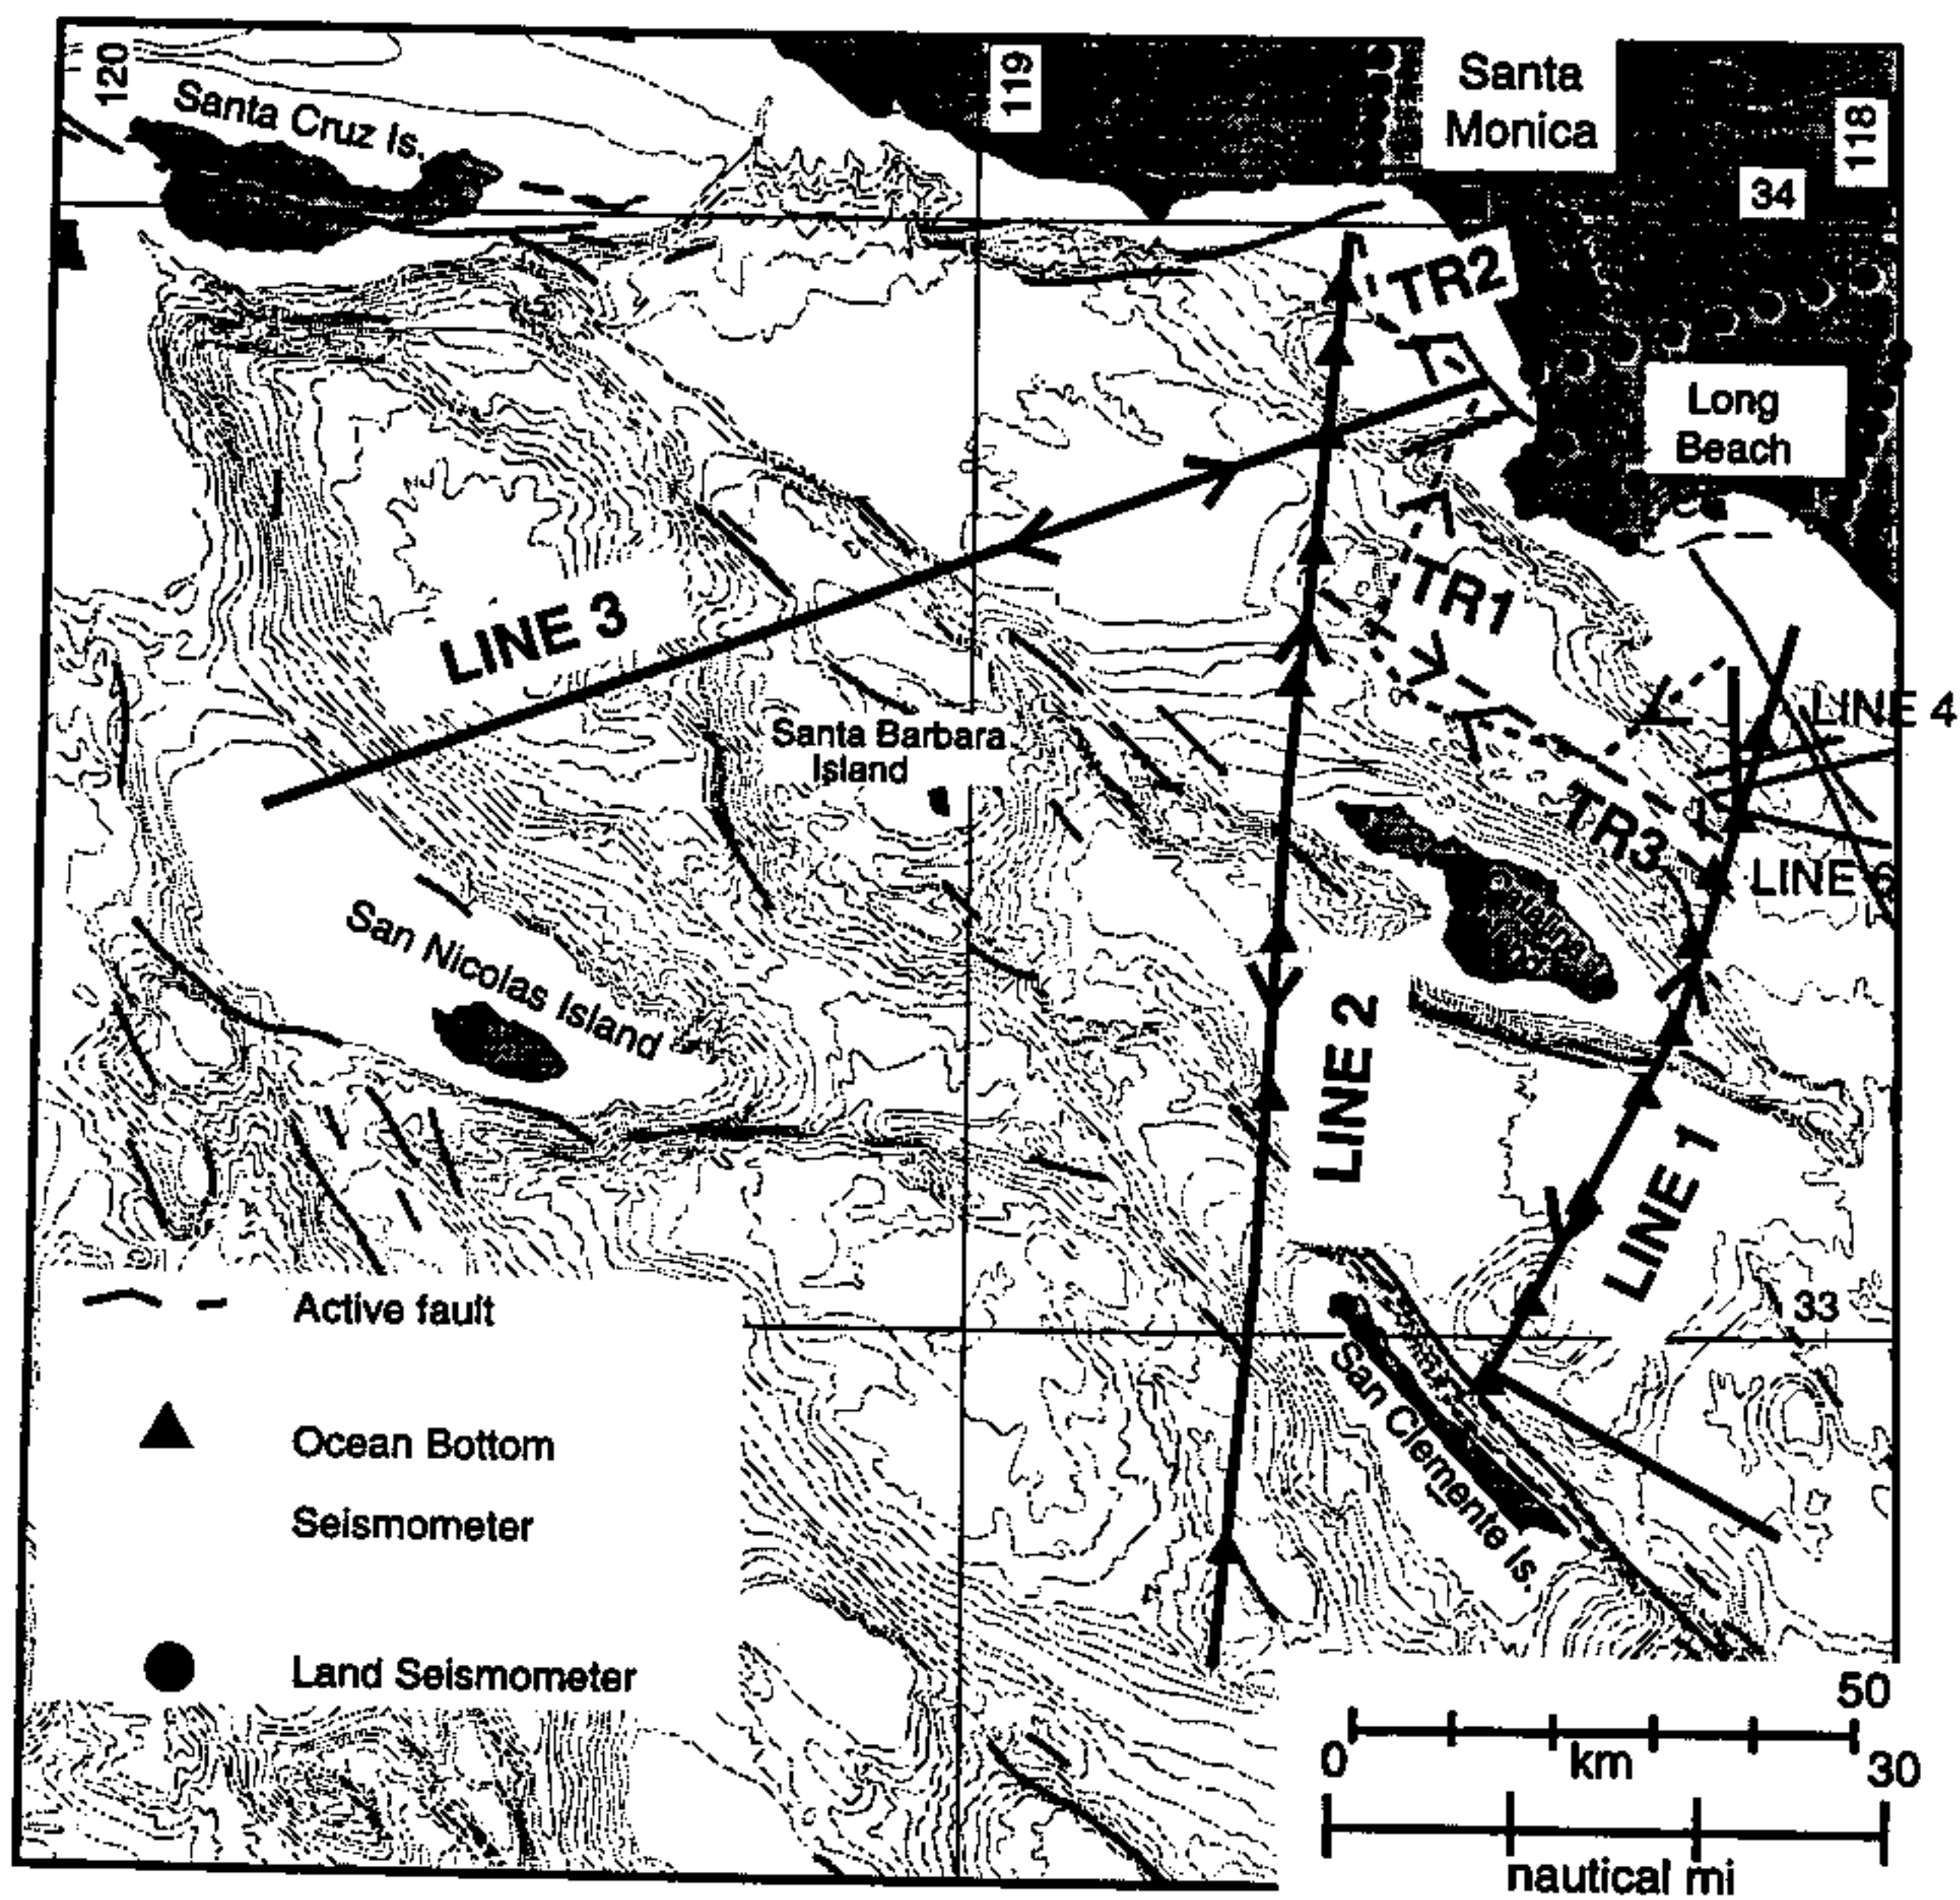 120
Santa Cruz Is.
119
Santa
Monica
118
34
TR2
Long
Beach
LINE 3
TR1
LINE 4
Santa Barbara
Island
TR3
San Nicolas Island
LINE 2
LINE 1
33
San Clemente Is.
Active fault
Ocean Bottom
Seismometer
Land Seismometer
50
0
km
30
nautical mi